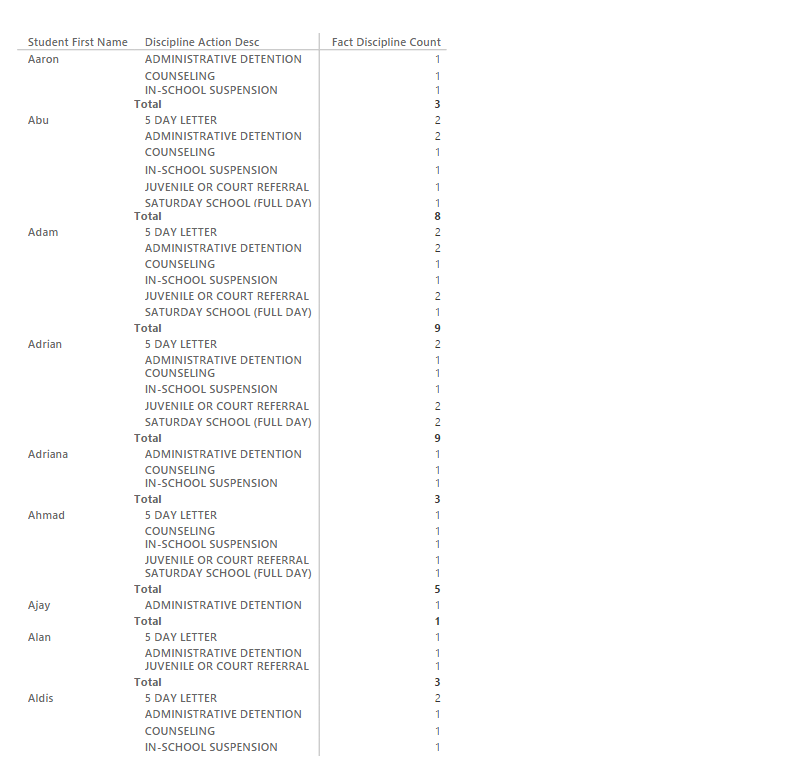 Student First Name Discipline Action Desc Fact Discipline Count
Aaron ADMINISTRATIVE DETENTION 1
COUNSELING 1
IN-SCHOOL SUSPENSION 1
Total 3
Abu 5 DAY LETTER 2
ADMINISTRATIVE DETENTION 2
COUNSELING 1
IN-SCHOOL SUSPENSION 1
JUVENILE OR COURT REFERRAL 1
SATURDAY SCHOOL (FULL DAY) 1
Total 8
Adam 5 DAY LETTER 2
ADMINISTRATIVE DETENTION 2
COUNSELING 1
IN-SCHOOL SUSPENSION 1
JUVENILE OR COURT REFERRAL 2
SATURDAY SCHOOL (FULL DAY) 1
Total 9
Adrian 5 DAY LETTER 2
ADMINISTRATIVE DETENTION 1
COUNSELING 1
IN-SCHOOL SUSPENSION 1
JUVENILE OR COURT REFERRAL 2
SATURDAY SCHOOL (FULL DAY) 2
Total 9
Adriana ADMINISTRATIVE DETENTION 1
COUNSELING 1
IN-SCHOOL SUSPENSION 1
Total 3
Ahmad 5 DAY LETTER 1
COUNSELING 1
IN-SCHOOL SUSPENSION 1
JUVENILE OR COURT REFERRAL 1
SATURDAY SCHOOL (FULL DAY) 1
Total 5
Ajay ADMINISTRATIVE DETENTION 1
Total 1
Alan 5 DAY LETTER 1
ADMINISTRATIVE DETENTION 1
JUVENILE OR COURT REFERRAL 1
Total 3
Aldis 5 DAY LETTER 2
ADMINISTRATIVE DETENTION 1
COUNSELING 1
IN-SCHOOL SUSPENSION 1